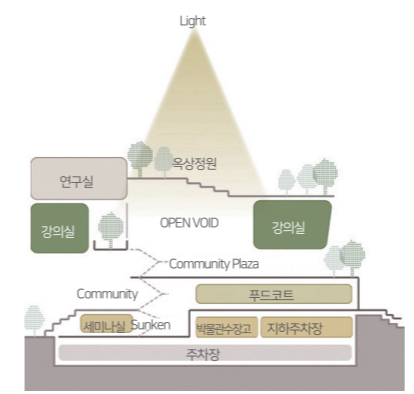 Light
옥상정원
연구실
강의실
OPEN VOID
강의실
Community Plaza
Community
푸드코트
세미나실
Sunken
박물관수장고
지하주차장
주차장